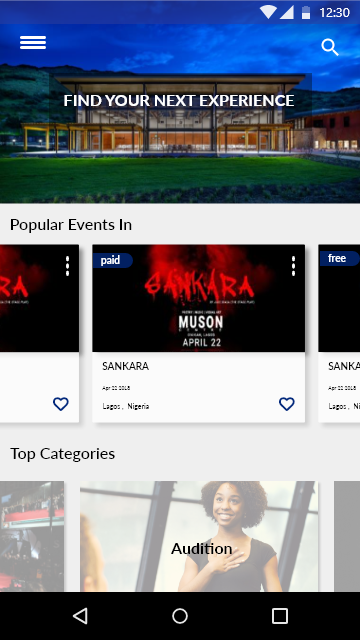 12:30
FIND YOUR NEXT EXPERIENCE
Popular Events In
paid
free
SANKARA
MUSON
APRIL 22
SANKARA
SANKA
Apr 22 2018
Apr 22 2018
Lagos , Nigeria
Lagos , Ni
Top Categories
Audition